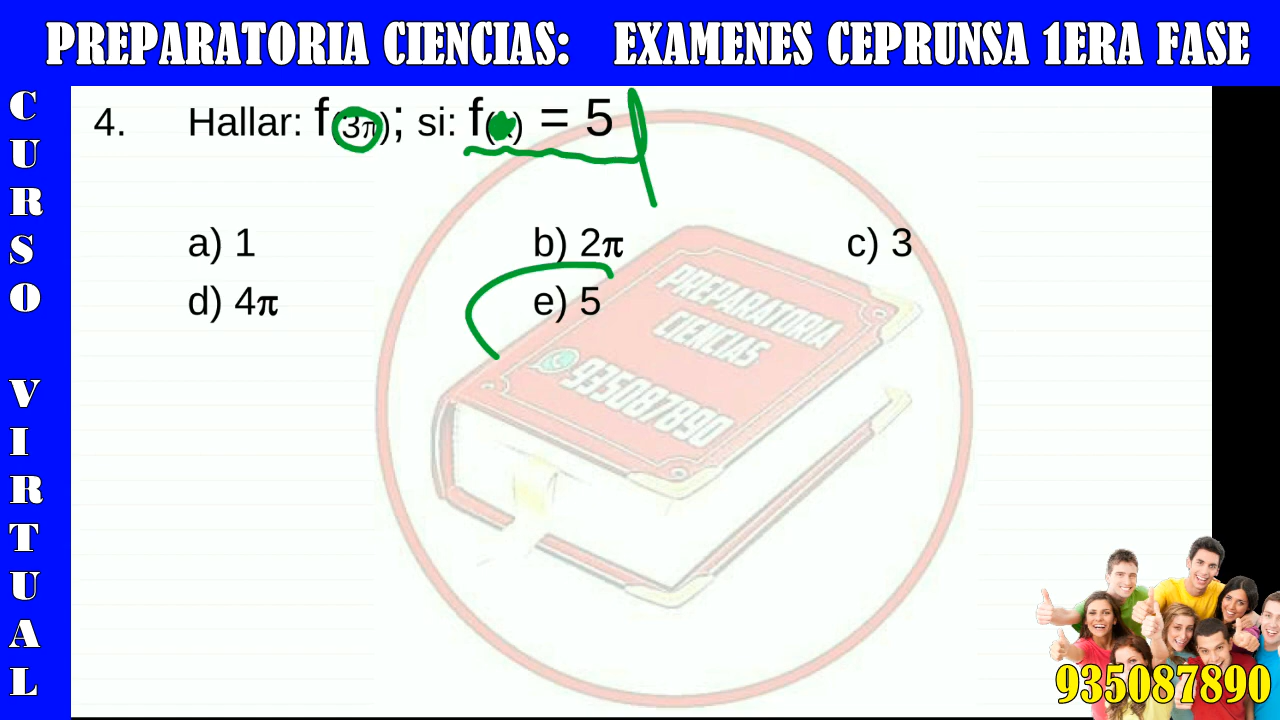 PREPARATORIA CIENCIAS: EXAMENES CEPRUNSA 1ERA FASE
CURSO VIRTUAL
4. Hallar: f(3π); si: f(x) = 5
a) 1 b) 2π c) 3
d) 4π e) 5
PREPARATORIA
CIENCIAS
935087890
935087890